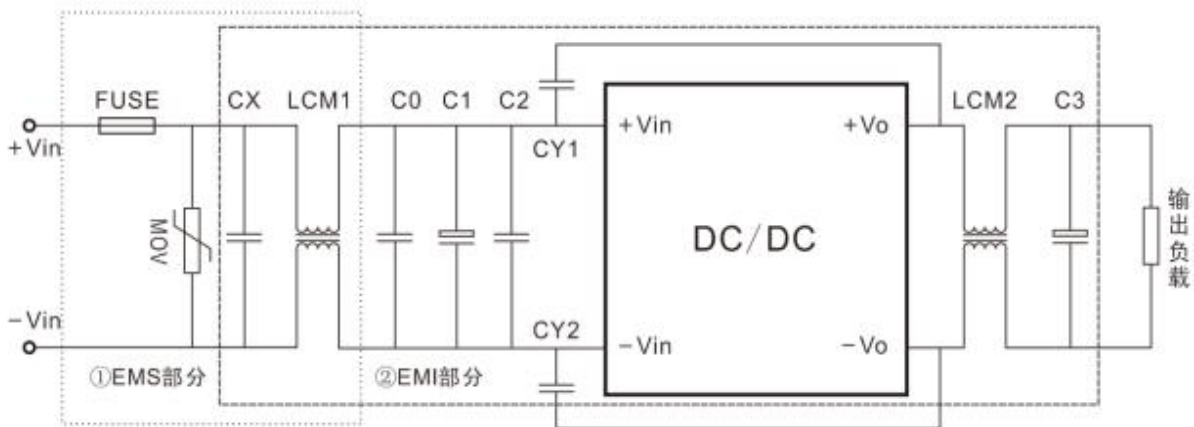 FUSE
CX
LCM1
C0
C1
C2
LCM2
C3
+Vin
CY1
+Vin
+Vo
MOV
DC/DC
输出负载
-Vin
CY2
-Vin
-Vo
①EMS部分
②EMI部分